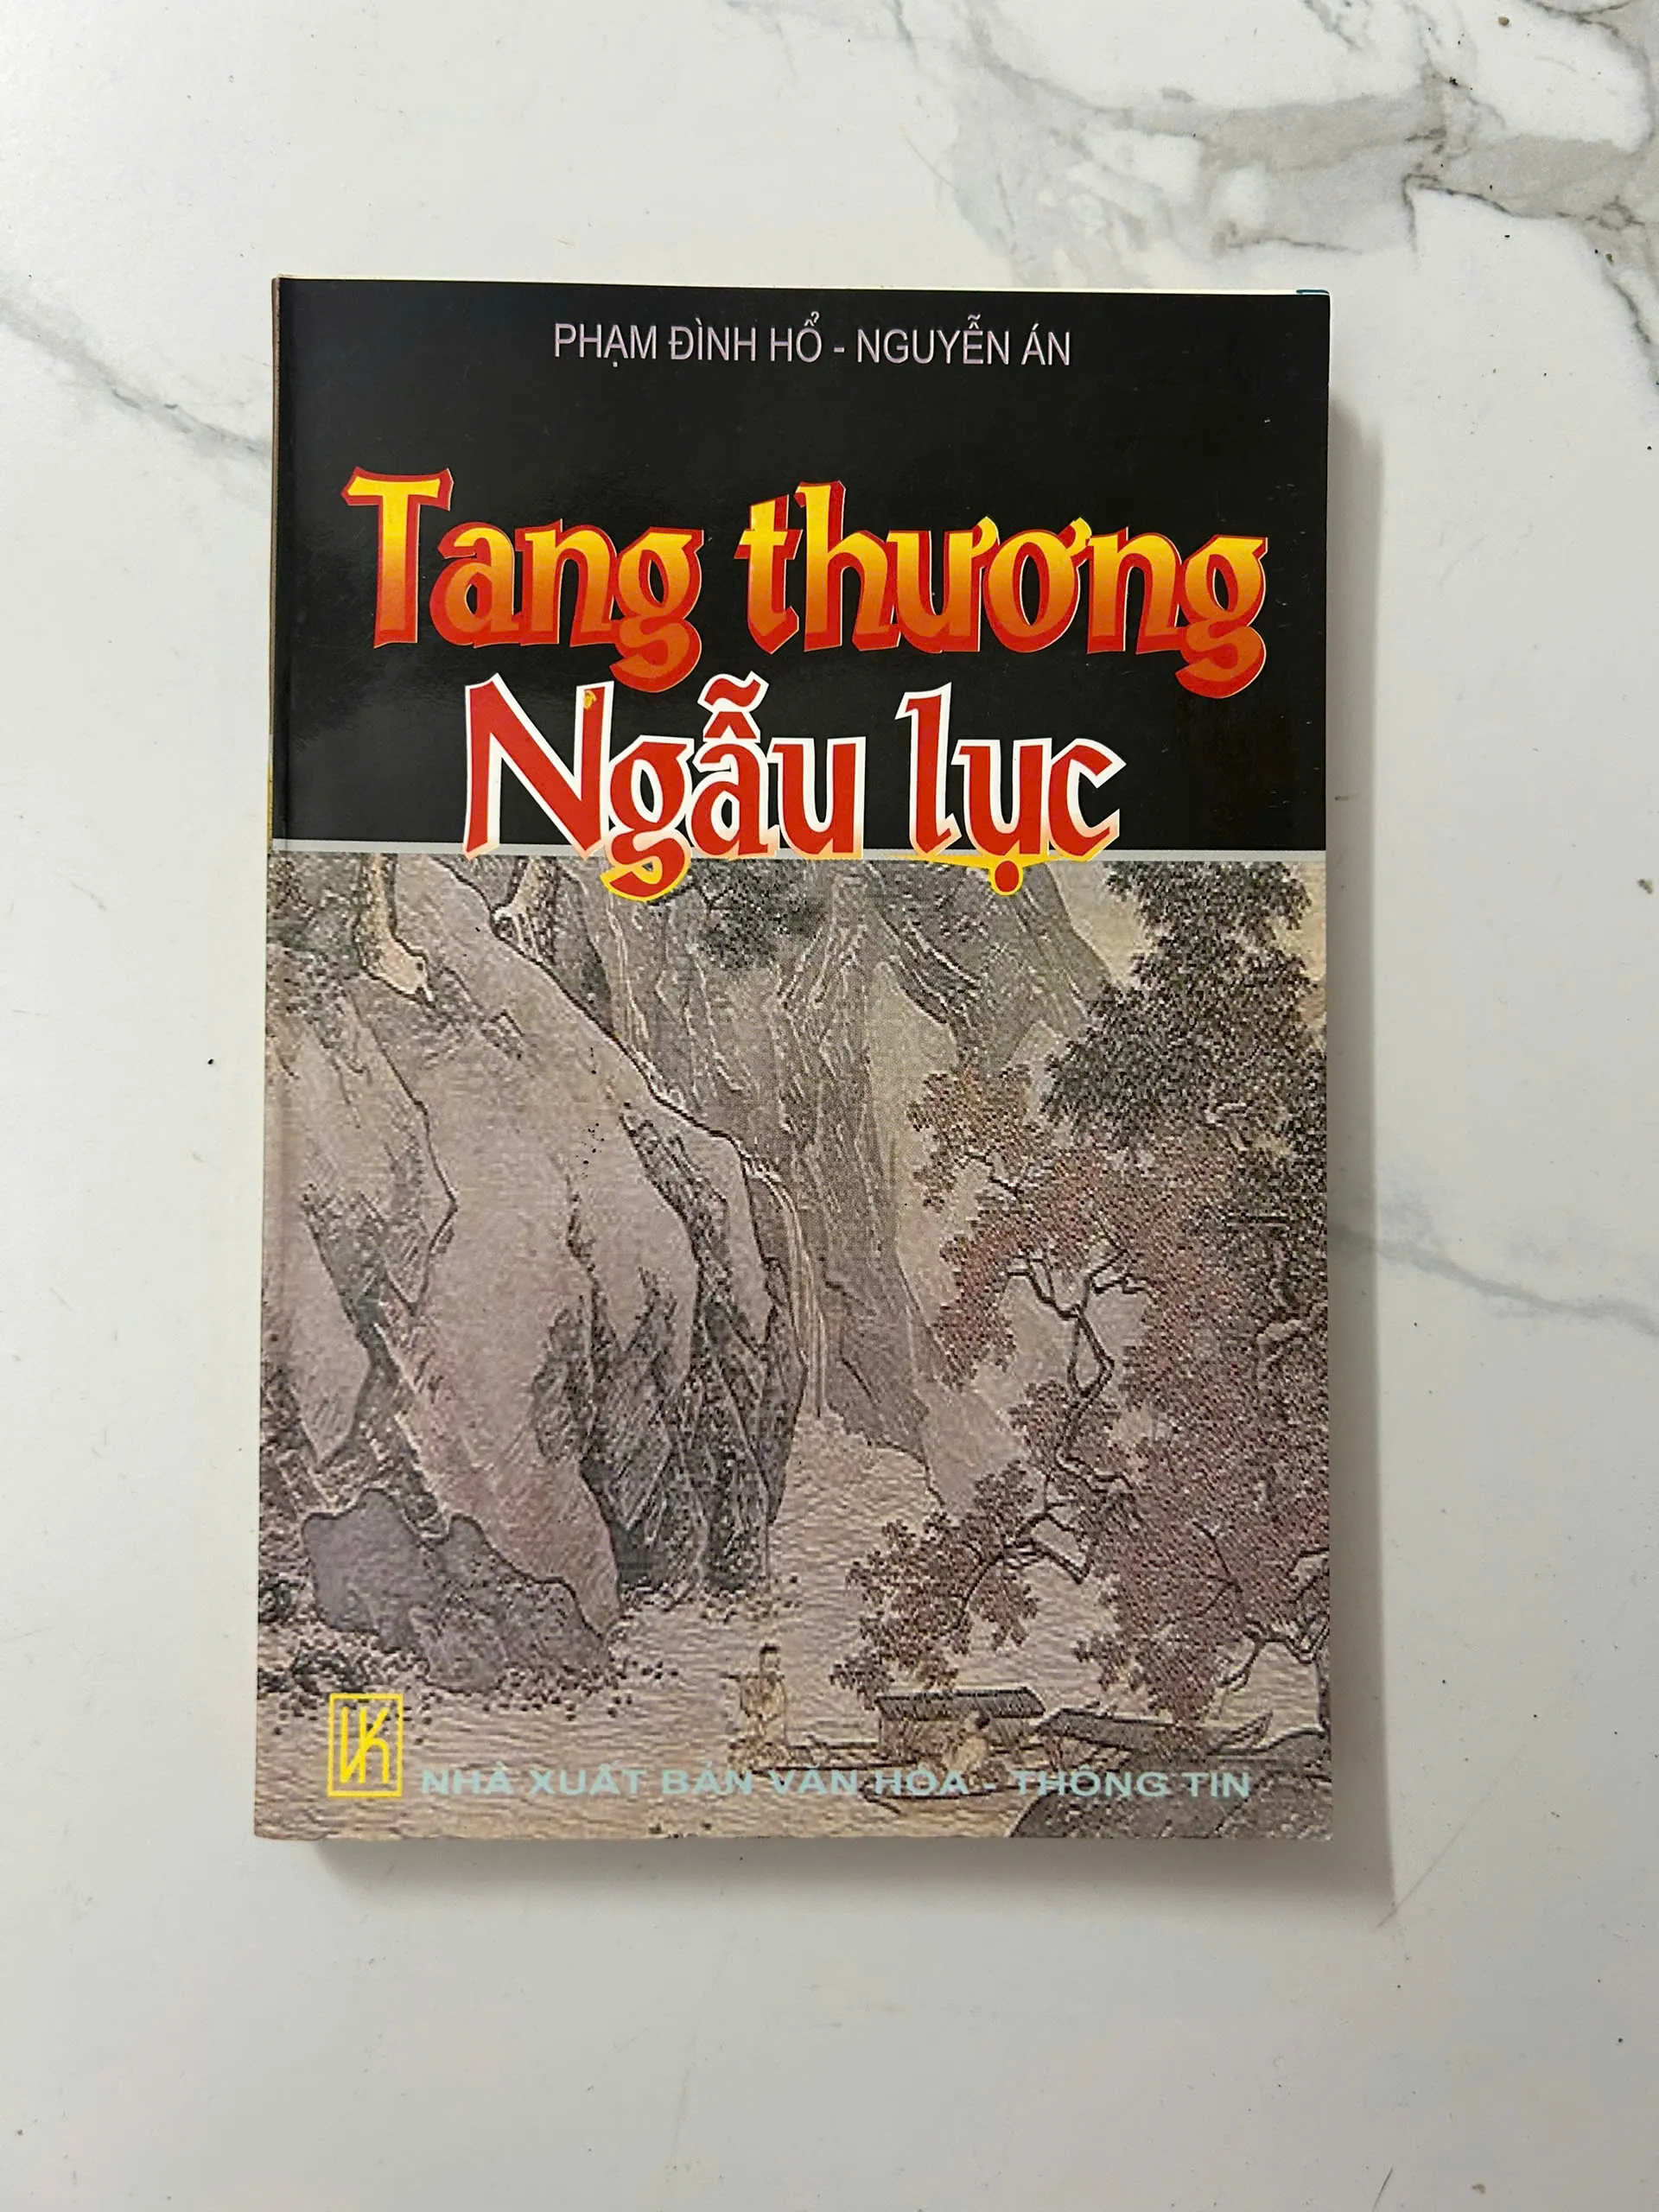 PHẠM ĐÌNH HỔ - NGUYỄN ÁN
Tang thương
Ngẫu lục
NHÀ XUẤT BẢN VĂN HÓA - THÔNG TIN